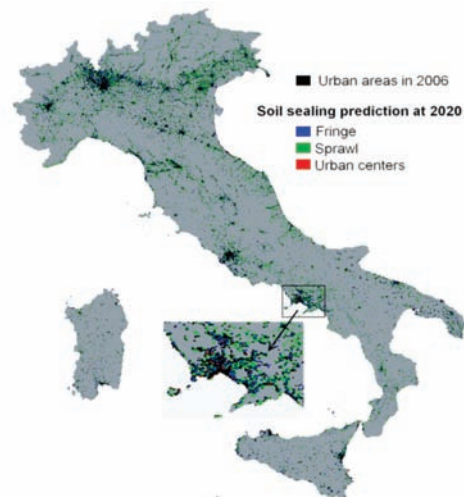 Urban areas in 2006
Soil sealing prediction at 2020
Fringe
Sprawl
Urban centers